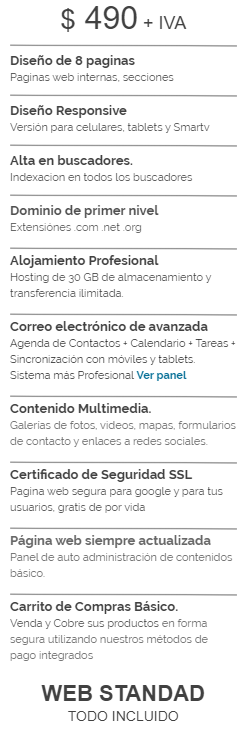 $ 490 + IVA
Diseño de 8 paginas
Paginas web internas, secciones
Diseño Responsive
Versión para celulares, tablets y Smartv
Alta en buscadores.
Indexacion en todos los buscadores
Dominio de primer nivel
Extensiónes .com .net .org
Alojamiento Profesional
Hosting de 30 GB de almacenamiento y
transferencia ilimitada.
Correo electrónico de avanzada
Agenda de Contactos + Calendario + Tareas +
Sincronización con móviles y tablets.
Sistema más Profesional Ver panel
Contenido Multimedia.
Galerías de fotos, videos, mapas, formularios
de contacto y enlaces a redes sociales.
Certificado de Seguridad SSL
Pagina web segura para google y para tus
usuarios, gratis de por vida
Página web siempre actualizada
Panel de auto administración de contenidos
básico.
Carrito de Compras Básico.
Venda y Cobre sus productos en forma
segura utilizando nuestros métodos de
pago integrados
WEB STANDAD
TODO INCLUIDO